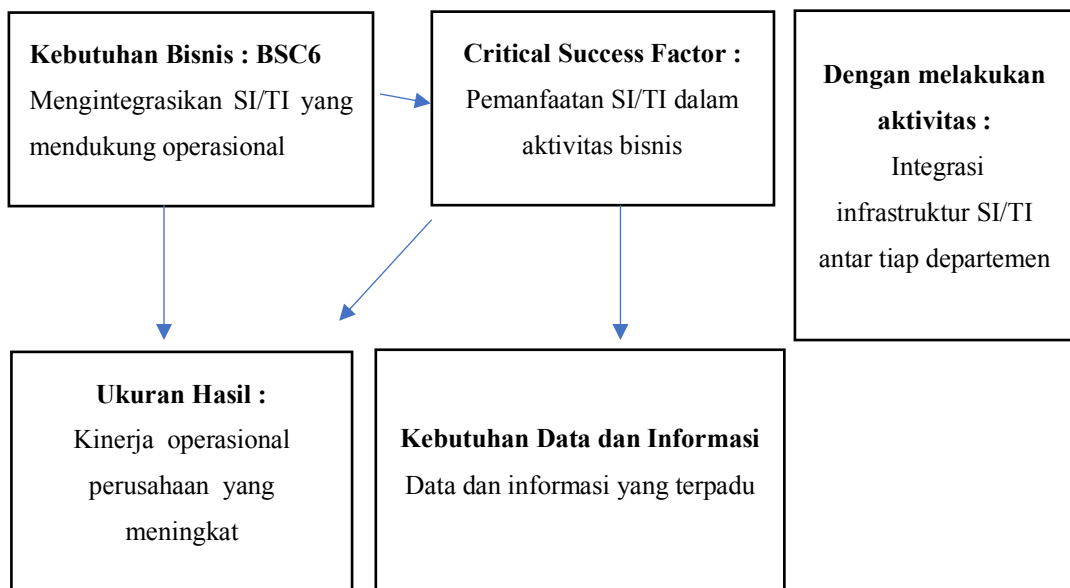 Kebutuhan Bisnis : BSC6
Mengintegrasikan SI/TI yang
mendukung operasional
Critical Success Factor :
Pemanfaatan SI/TI dalam
aktivitas bisnis
Dengan melakukan
aktivitas :
Integrasi
infrastruktur SI/TI
antar tiap departemen
Ukuran Hasil :
Kinerja operasional
perusahaan yang
meningkat
Kebutuhan Data dan Informasi
Data dan informasi yang terpadu